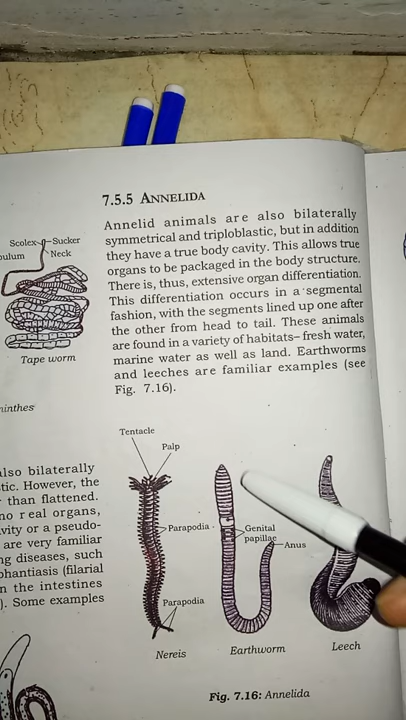 7.5.5 ANNELIDA
Annelid animals are also bilaterally
symmetrical and triploblastic, but in addition
they have a true body cavity. This allows true
organs to be packaged in the body structure.
There is, thus, extensive organ differentiation.
This differentiation occurs in a segmental
fashion, with the segments lined up one after
the other from head to tail. These animals
are found in a variety of habitats– fresh water,
marine water as well as land. Earthworms
and leeches are familiar examples (see
Fig. 7.16).
Scolex
Sucker
Neck
Tape worm
also bilaterally
However, the
than flattened.
real organs,
are very familiar
diseases, such
(filarial
the intestines
Some examples
Tentacle
Palp
Parapodia
Genital
papillae
Anus
Parapodia
Nereis
Earthworm
Leech
Fig. 7.16: Annelida